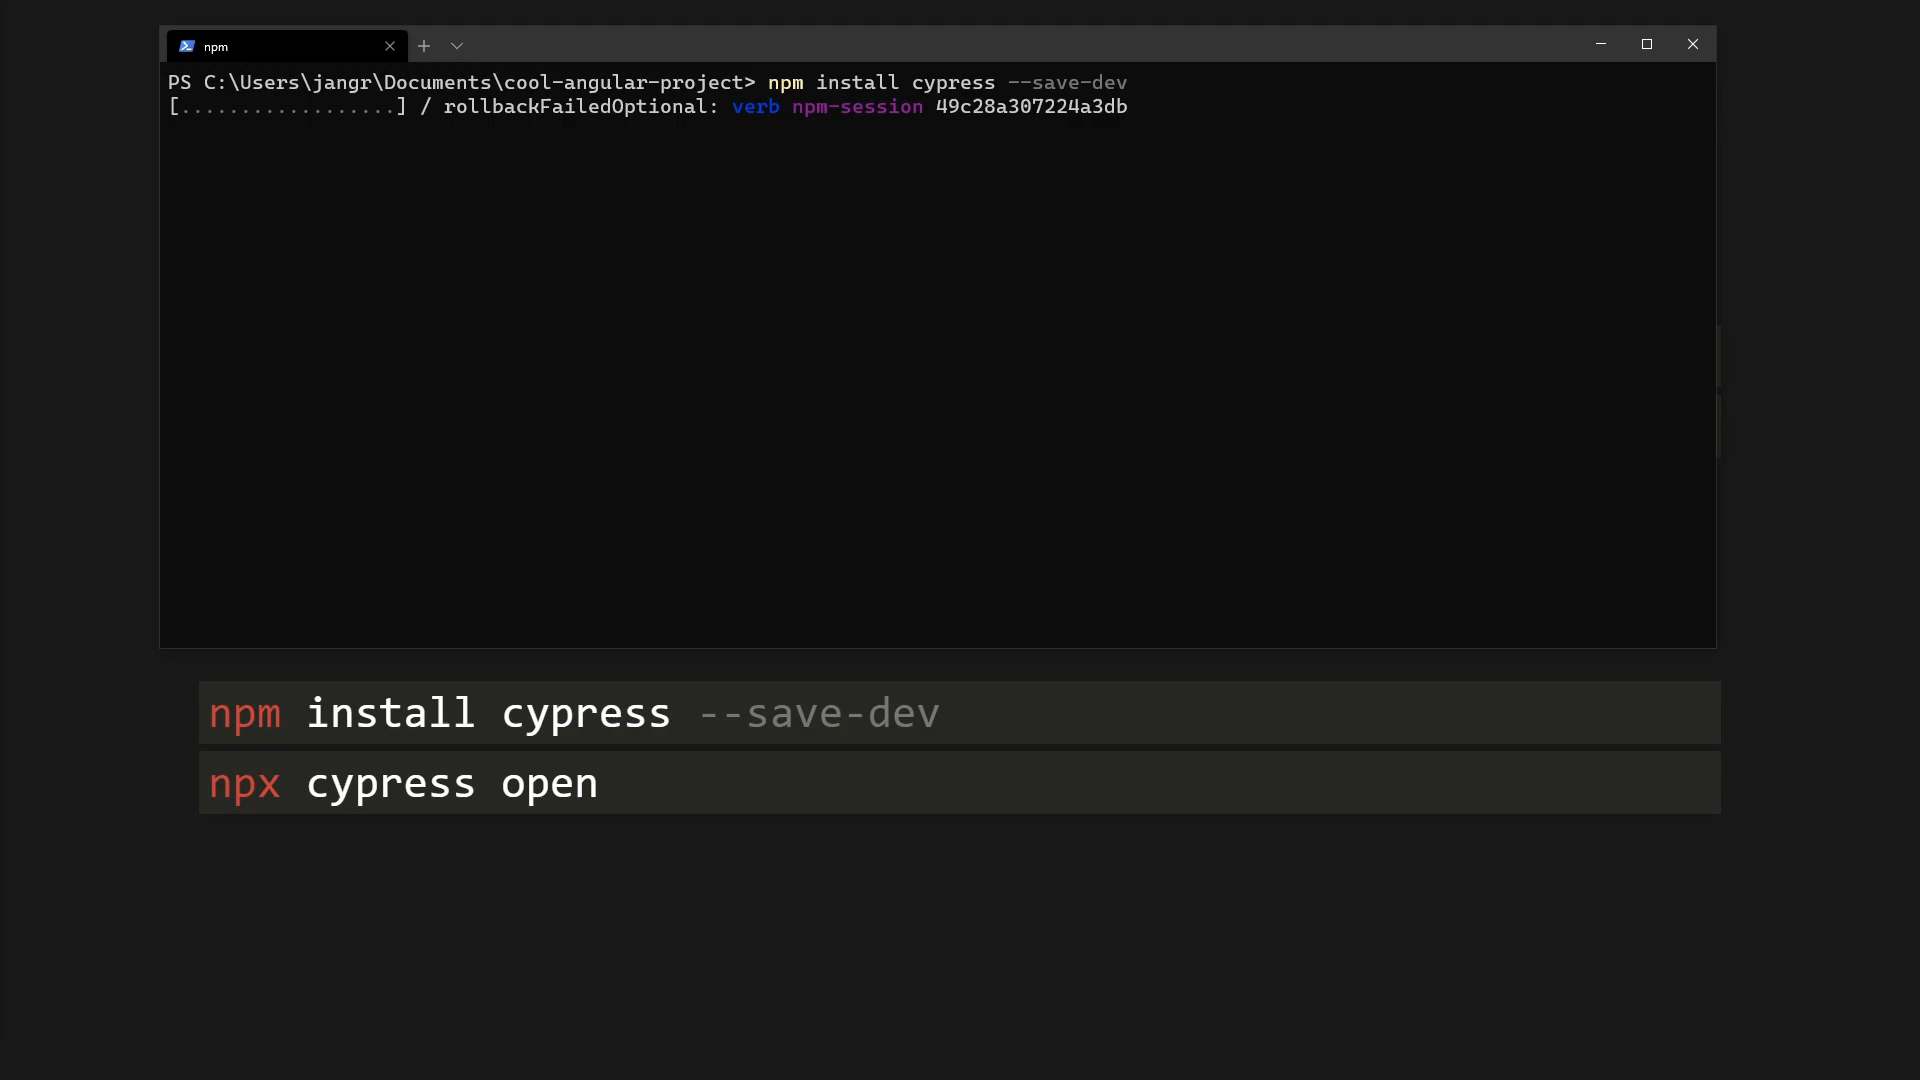 npm
PS C:\Users\jangr\Documents\cool-angular-project> npm install cypress --save-dev
[..................] / rollbackFailedOptional: verb npm-session 49c28a307224a3db
npm install cypress --save-dev
npx cypress open